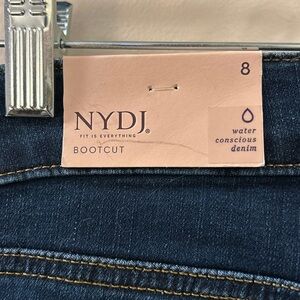 8
NYDJ®
FIT IS EVERYTHING
BOOTCUT
water
conscious
denim